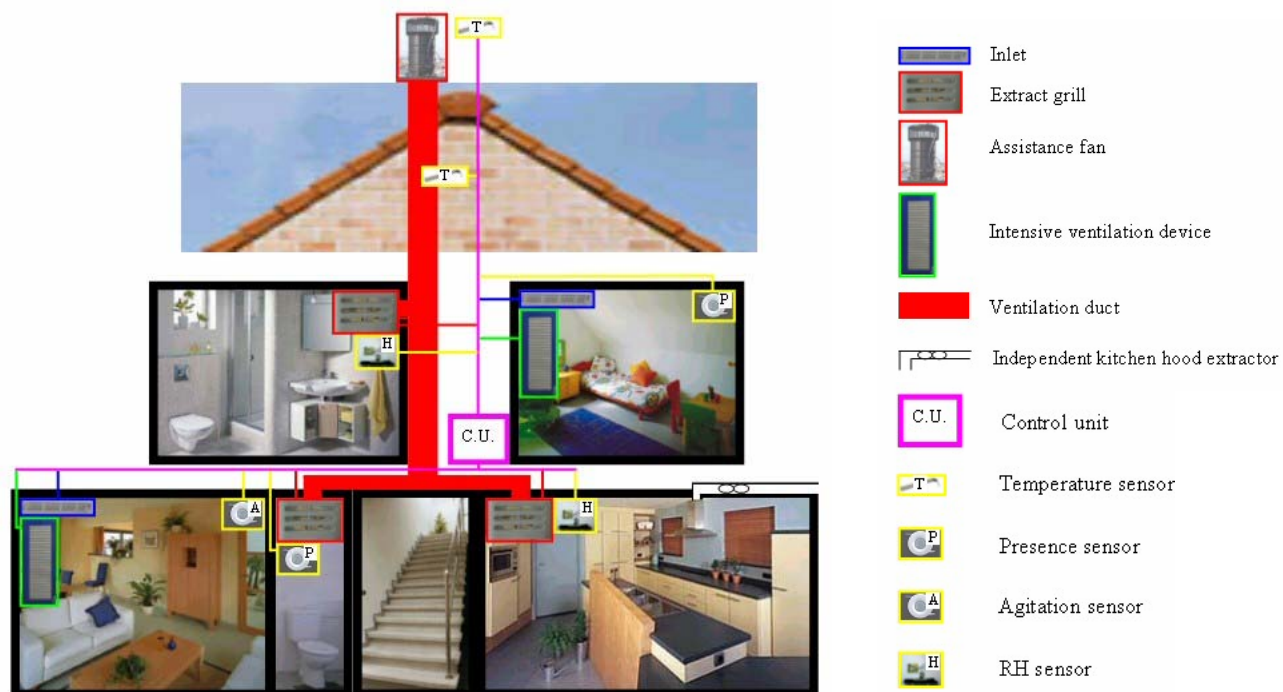 T
T
P
H
C.U.
A
P
H
Inlet
Extract grill
Assistance fan
Intensive ventilation device
Ventilation duct
Independent kitchen hood extractor
C.U.
Control unit
T
Temperature sensor
P
Presence sensor
A
Agitation sensor
H
RH sensor